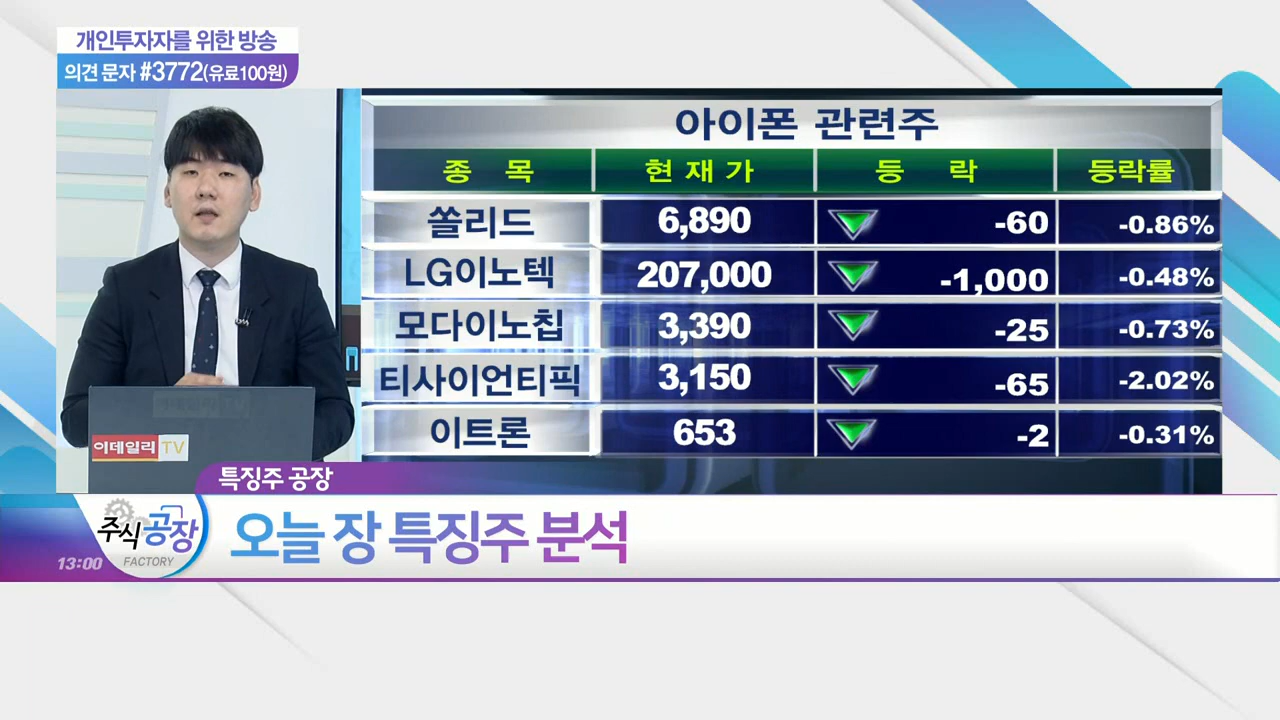 개인투자자를 위한 방송
의견 문자 #3772(유료100원)
아이폰 관련주
종 목 현 재 가 등 락 등락률
쏠리드 6,890 -60 -0.86%
LG이노텍 207,000 -1,000 -0.48%
모다이노칩 3,390 -25 -0.73%
티사이언티픽 3,150 -65 -2.02%
이트론 653 -2 -0.31%
이데일리 TV
특징주 공장
주식공장
FACTORY
13:00
오늘 장 특징주 분석